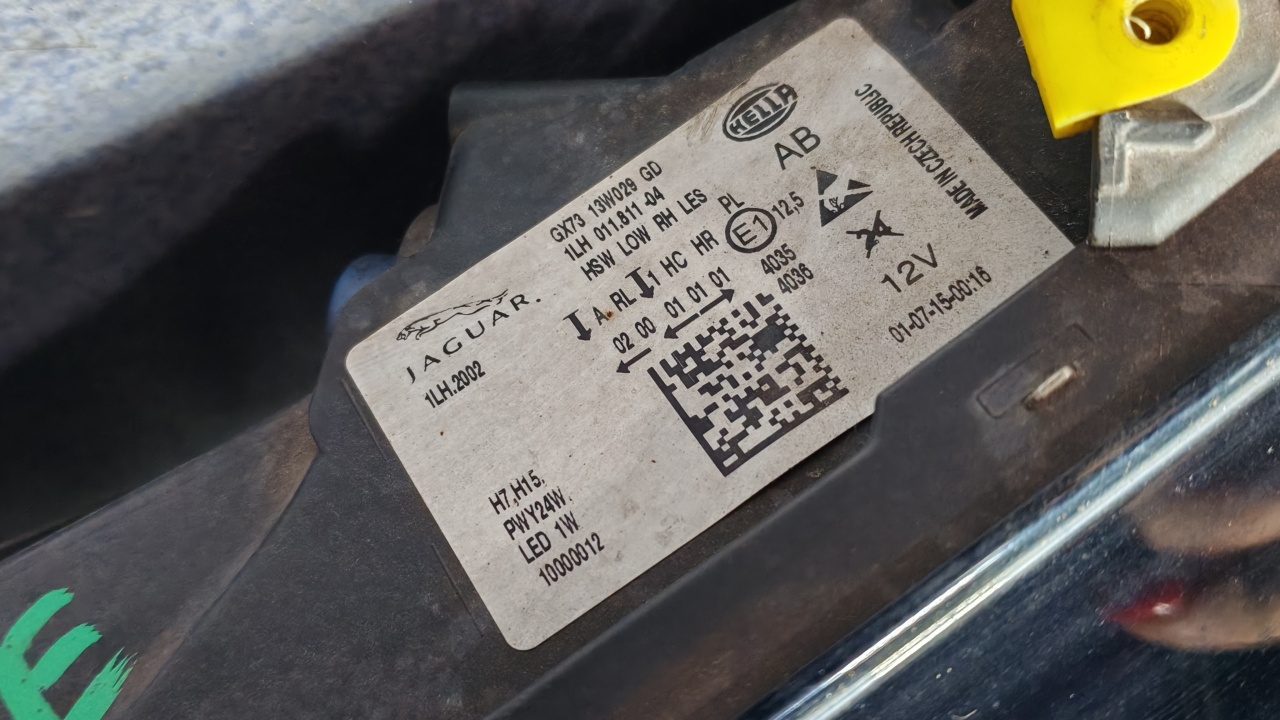 HELLA
AB
MADE IN CZECH REPUBLIC
GX73 13W029 GD
1LH 011.811 -04
HSW LOW RH LES
JAGUAR.
1LH.2002
A RL 1 HC HR PL
E1 12,5
02 00 01 01 01
4035
4036
12V
01-07-15-00:16
H7,H15,
PWY24W,
LED 1W
10000012
E